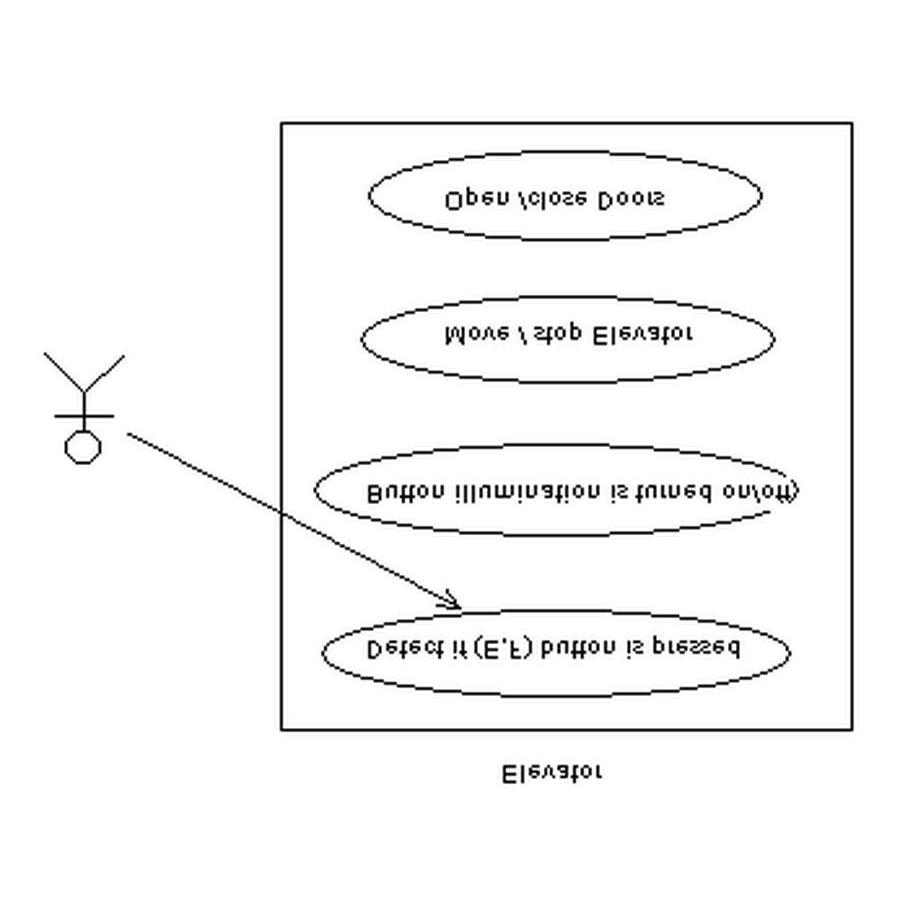 Elevator
Detect if (E,F) button is pressed
Button illumination is turned on/off)
Move / stop Elevator
Open /close Doors